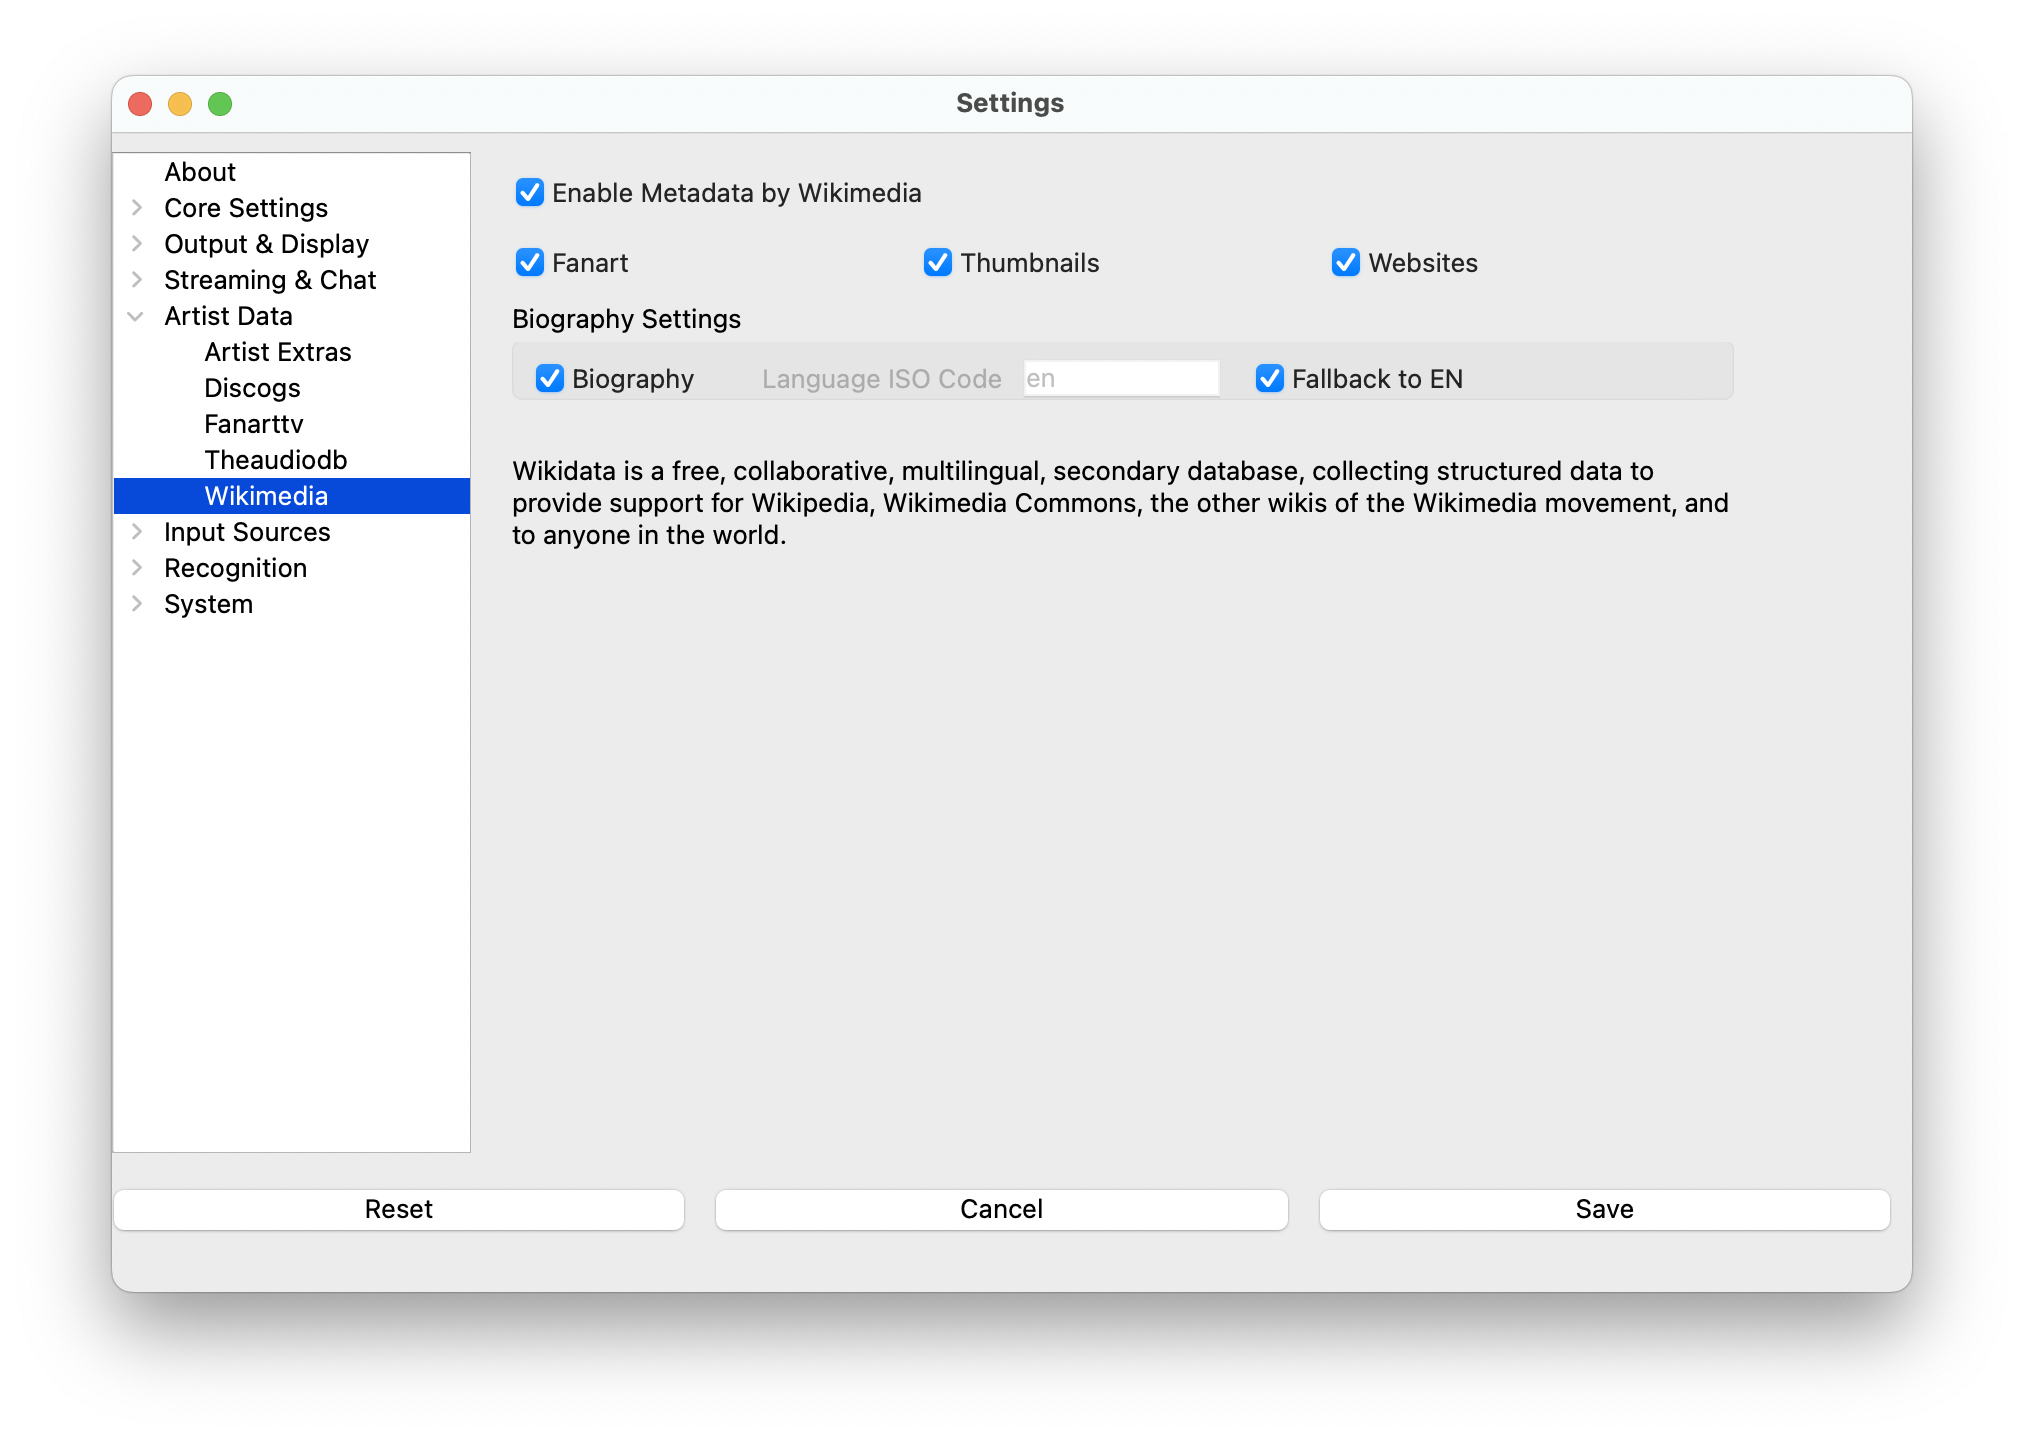 Settings
About
Core Settings
Output & Display
Streaming & Chat
Artist Data
Artist Extras
Discogs
Fanarttv
Theaudiodb
Wikimedia
Input Sources
Recognition
System
Enable Metadata by Wikimedia
Fanart Thumbnails Websites
Biography Settings
Biography Language ISO Code en Fallback to EN
Wikidata is a free, collaborative, multilingual, secondary database, collecting structured data to
provide support for Wikipedia, Wikimedia Commons, the other wikis of the Wikimedia movement, and
to anyone in the world.
Reset Cancel Save